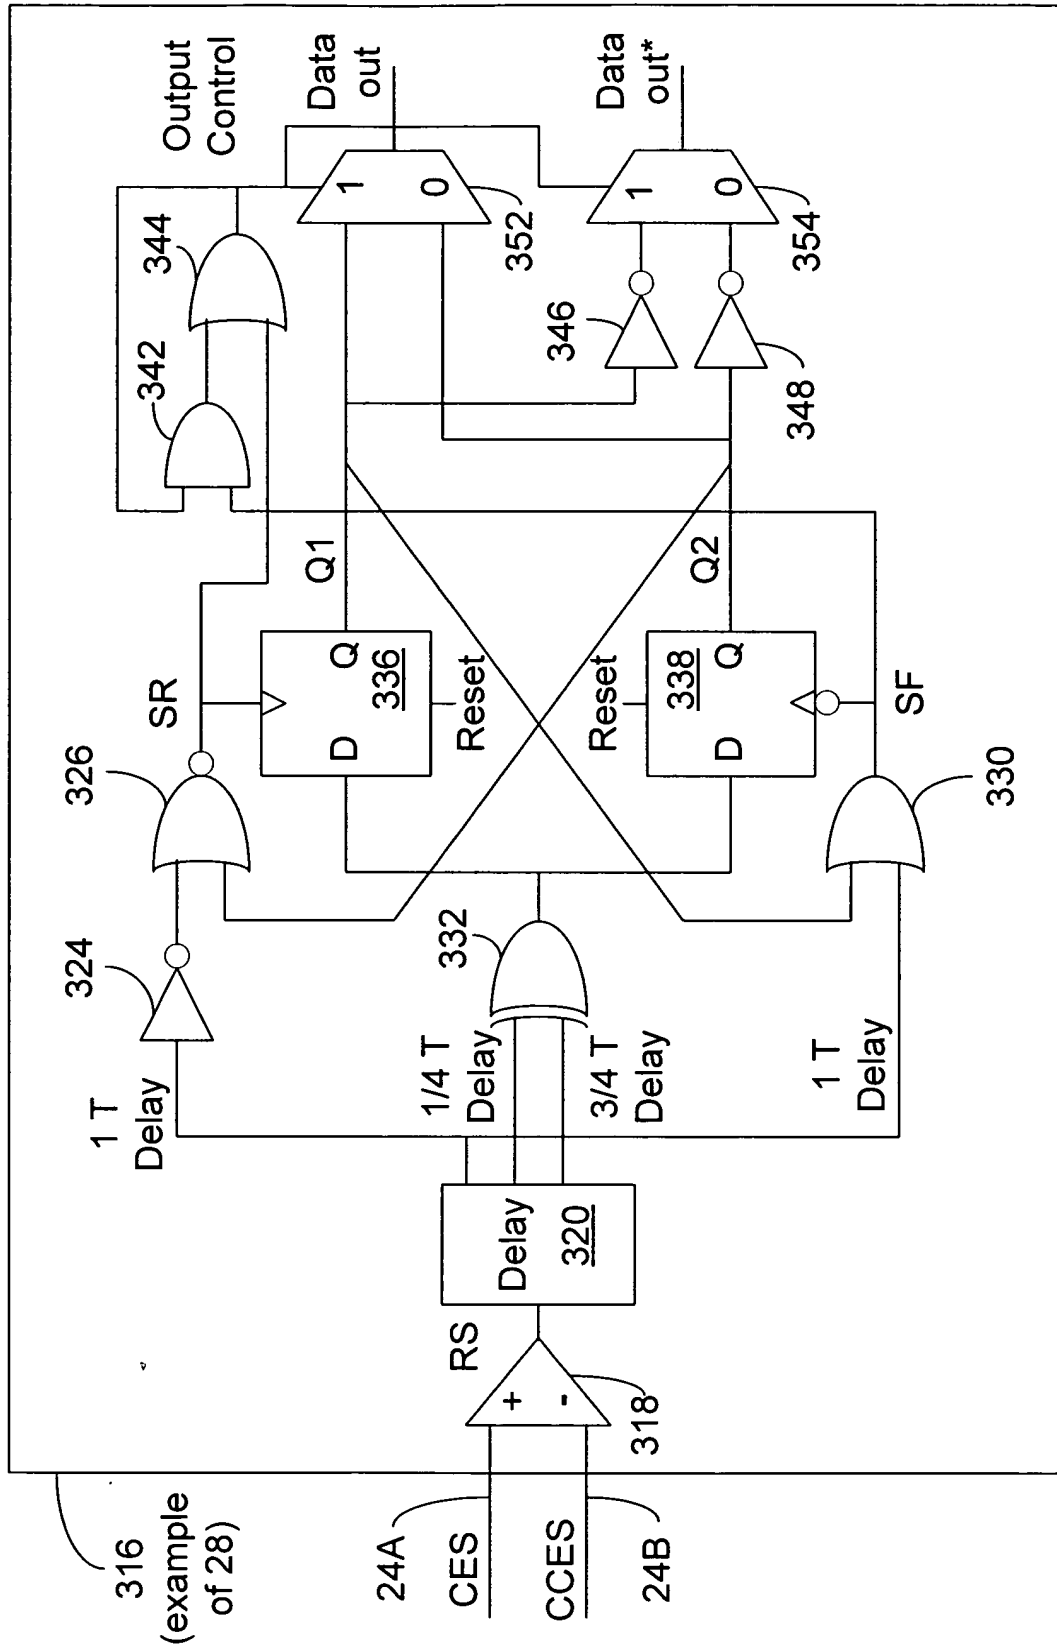 316
(example
of 28)
24A
CES
CCES
24B
+
-
318
RS
Delay
320
1 T
Delay
1/4 T
Delay
3/4 T
Delay
1 T
Delay
324
326
332
330
SR
SF
D
Q
336
Reset
Reset
D
Q
338
Q1
Q2
342
344
346
348
Output
Control
1
0
352
1
0
354
Data
out
Data
out*